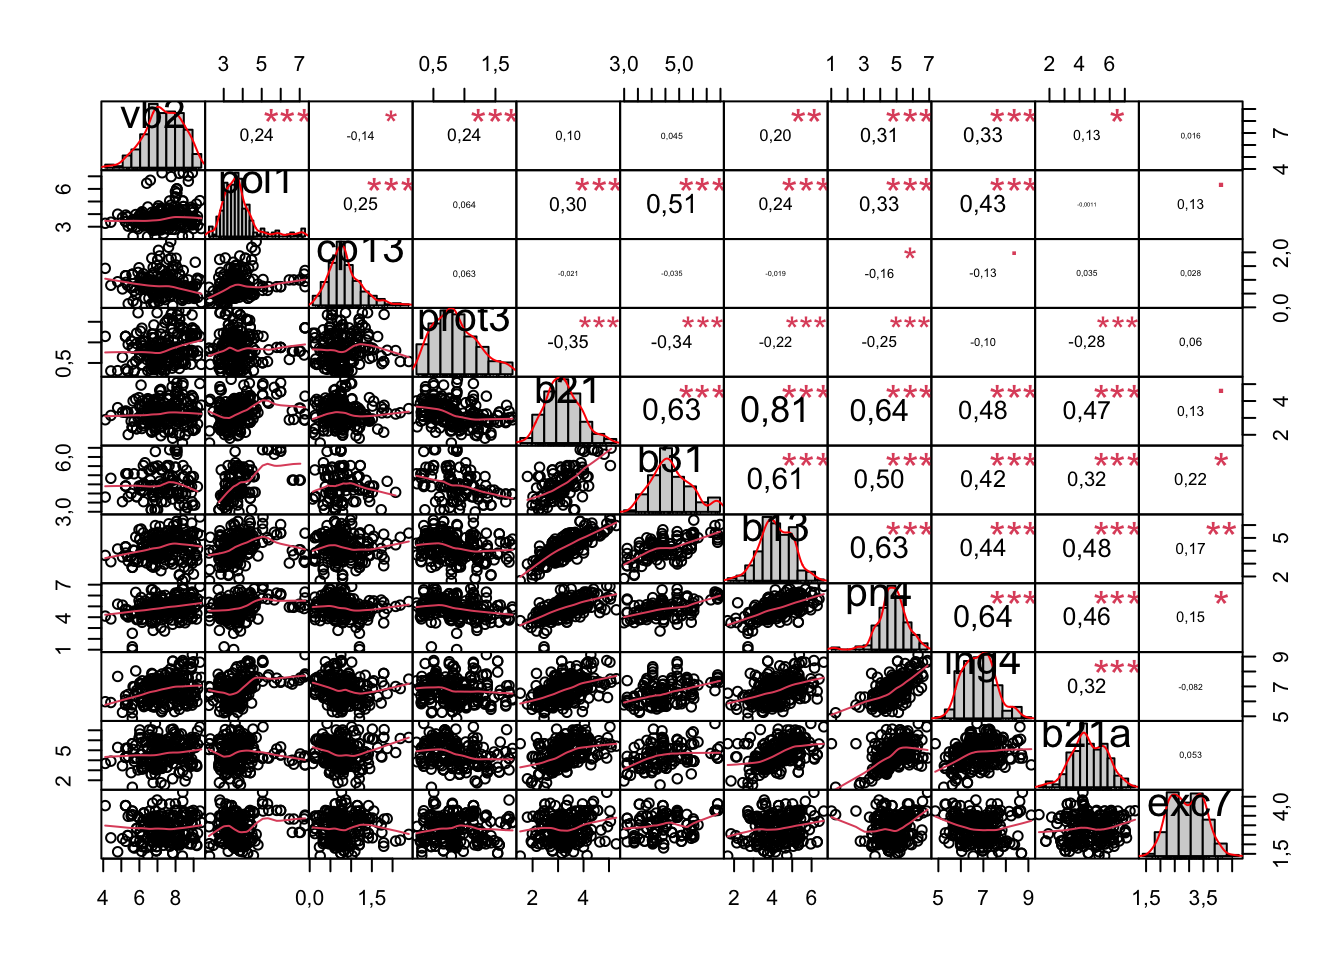 3 5 7 0,5 1,5 3,0 5,0 1 3 5 7 2 4 6
vb2 0,24 *** -0,14 * 0,24 *** 0,10 0,045 0,20 ** 0,31 *** 0,33 *** 0,13 * 0,016 7 4
6 3 pol1 0,25 *** 0,064 0,30 *** 0,51 *** 0,24 *** 0,33 *** 0,43 *** -0,0011 0,13 .
cp13 0,063 -0,021 -0,035 -0,019 -0,16 * -0,13 . 0,035 0,028 2,0 0,0
0,5 prot3 -0,35 *** -0,34 *** -0,22 *** -0,25 *** -0,10 -0,28 *** 0,06
b21 0,63 *** 0,81 *** 0,64 *** 0,48 *** 0,47 *** 0,13 . 4 2
6,0 3,0 b31 0,61 *** 0,50 *** 0,42 *** 0,32 *** 0,22 *
b13 0,63 *** 0,44 *** 0,48 *** 0,17 ** 5 2
7 4 1 pn4 0,64 *** 0,46 *** 0,15 *
ing4 0,32 *** -0,082 9 7 5
5 2 b21a 0,053
exc7 4,0 1,5
4 6 8 0,0 1,5 2 4 2 4 6 5 7 9 1,5 3,5